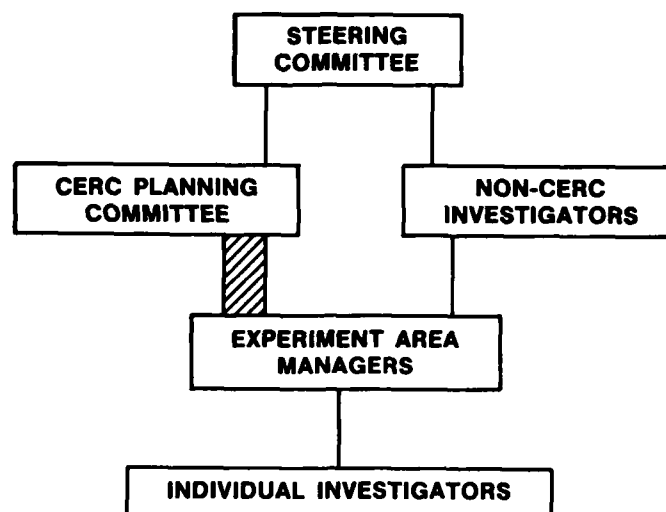 STEERING
COMMITTEE
CERC PLANNING
COMMITTEE
NON-CERC
INVESTIGATORS
EXPERIMENT AREA
MANAGERS
INDIVIDUAL INVESTIGATORS